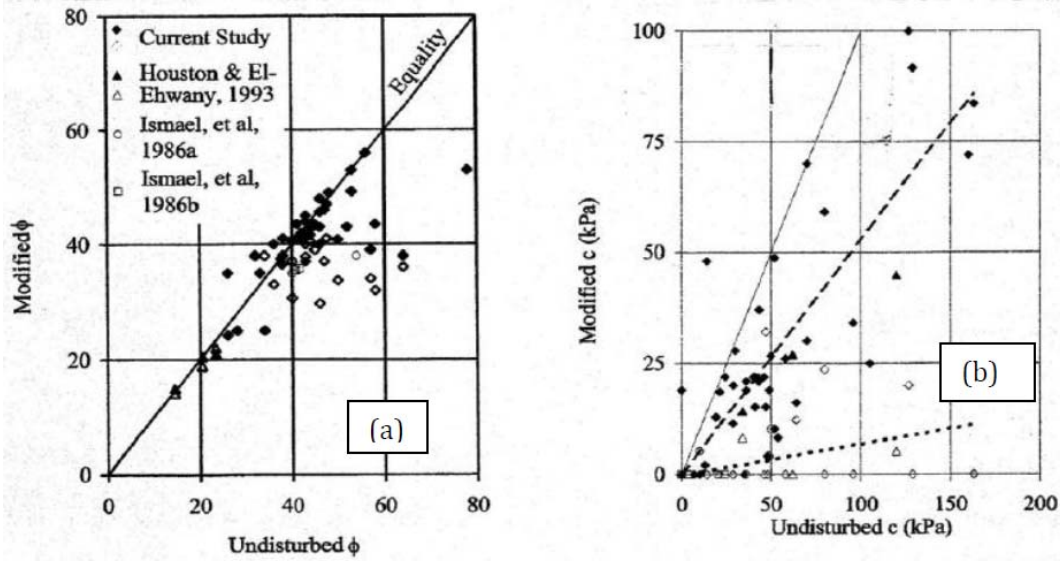 80
60
40
20
0
Modified ϕ
Current Study
Houston & El-
Ehwany, 1993
Ismael, et al,
1986a
Ismael, et al,
1986b
Equality
(a)
0
20
40
60
80
Undisturbed ϕ
100
75
50
25
0
Modified c (kPa)
(b)
0
50
100
150
200
Undisturbed c (kPa)